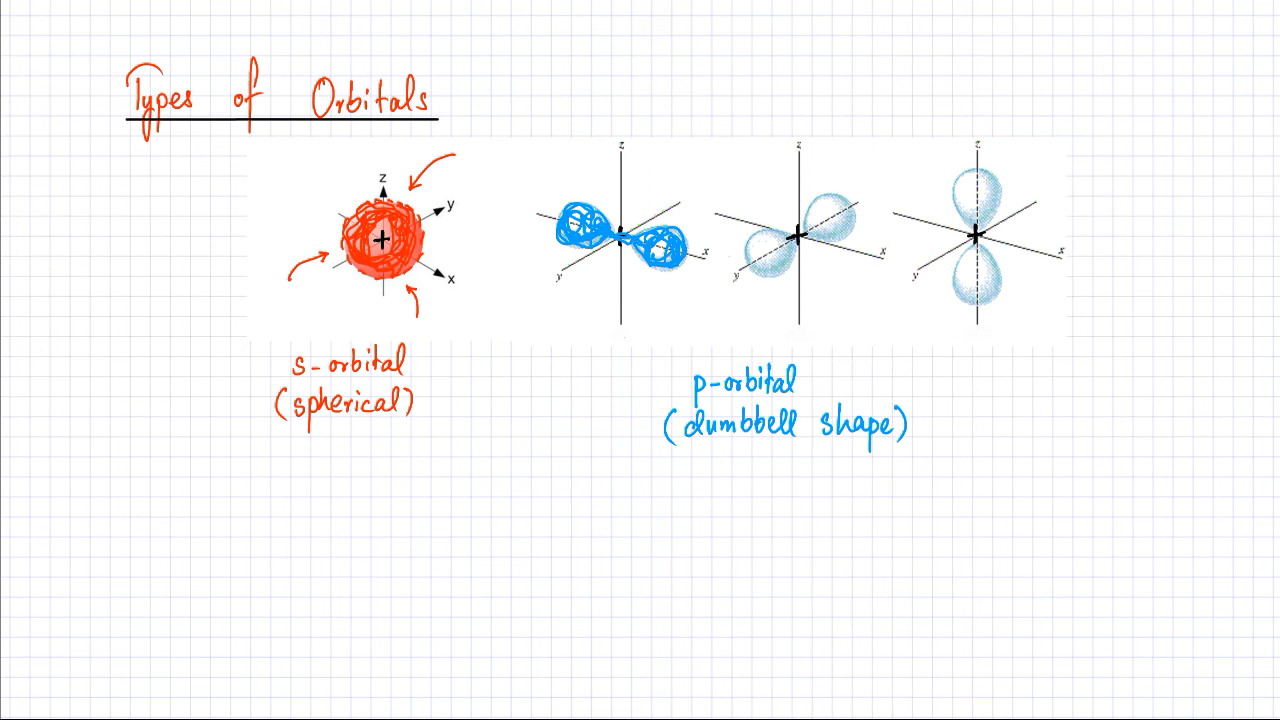 Types of Orbitals
z
y
x
z
x
y
z
x
y
z
x
y
s-orbital
(spherical)
p-orbital
(dumbbell shape)